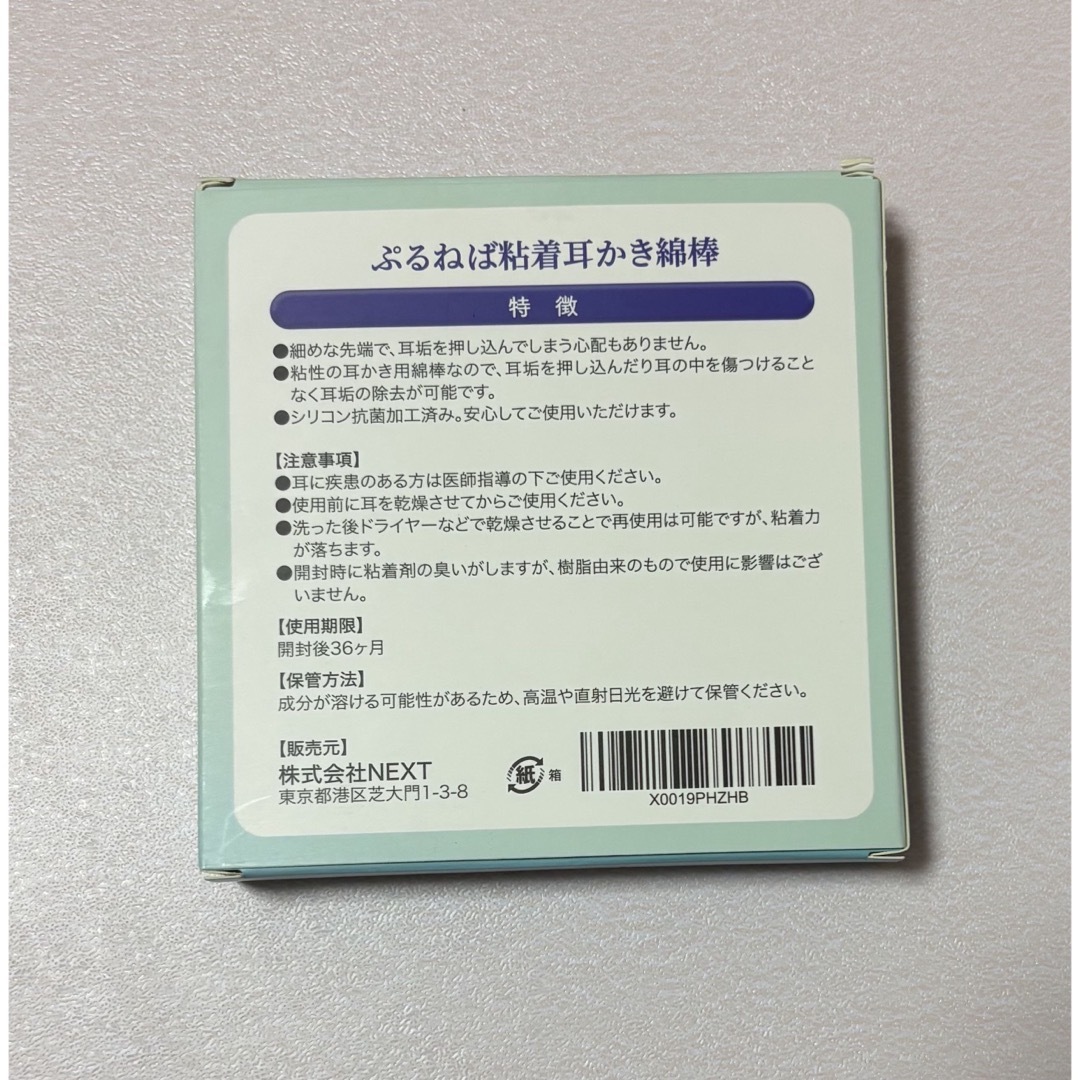 ぷるねば粘着耳かき綿棒
特 徴
●細めな先端で、耳垢を押し込んでしまう心配もありません。
●粘性の耳かき用綿棒なので、耳垢を押し込んだり耳の中を傷つけること
なく耳垢の除去が可能です。
●シリコン抗菌加工済み。安心してご使用いただけます。
【注意事項】
●耳に疾患のある方は医師指導の下ご使用ください。
●使用前に耳を乾燥させてからご使用ください。
●洗った後ドライヤーなどで乾燥させることで再使用は可能ですが、粘着力
が落ちます。
●開封時に粘着剤の臭いがしますが、樹脂由来のもので使用に影響はござ
いません。
【使用期限】
開封後36ヶ月
【保管方法】
成分が溶ける可能性があるため、高温や直射日光を避けて保管ください。
【販売元】
株式会社NEXT
東京都港区芝大門1-3-8
紙 箱
X0019PHZHB